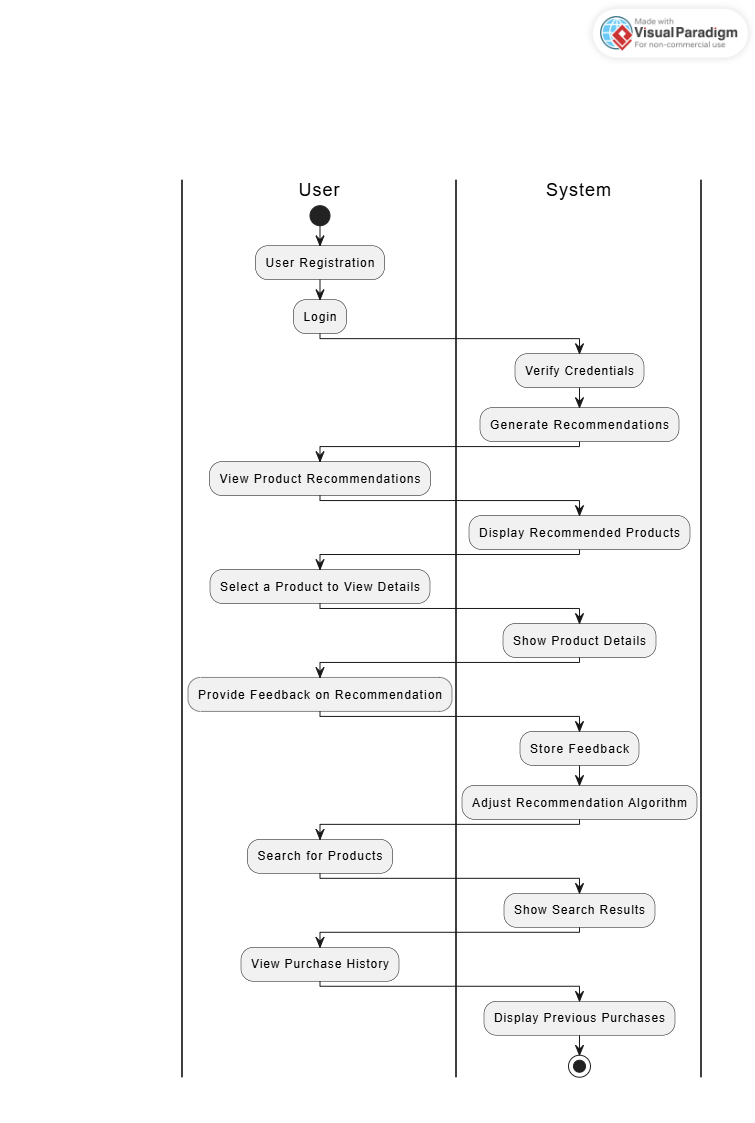 Made with
Visual Paradigm
For non-commercial use
User
System
User Registration
Login
Verify Credentials
Generate Recommendations
View Product Recommendations
Display Recommended Products
Select a Product to View Details
Show Product Details
Provide Feedback on Recommendation
Store Feedback
Adjust Recommendation Algorithm
Search for Products
Show Search Results
View Purchase History
Display Previous Purchases